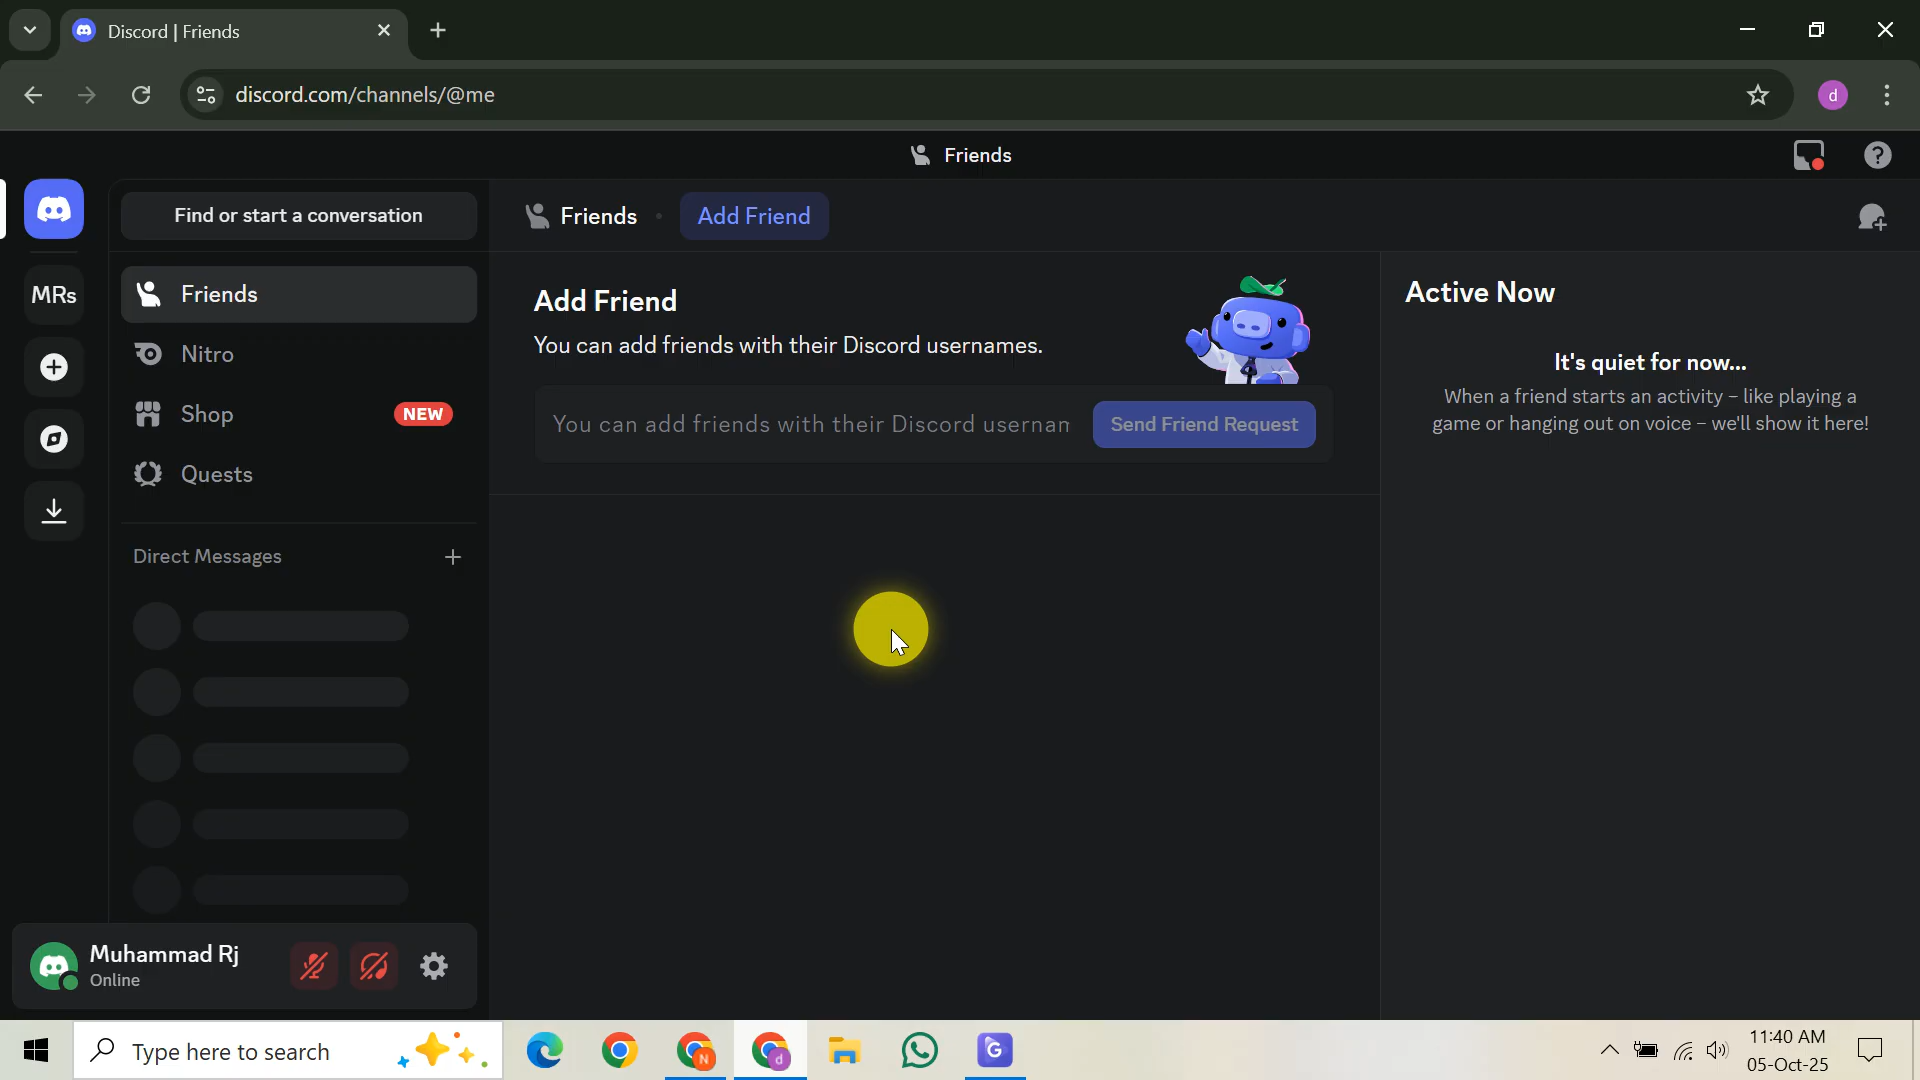 Discord | Friends
discord.com/channels/@me
d
Friends
Find or start a conversation
Friends
Add Friend
MRs
Friends
Nitro
Shop
NEW
Quests
Direct Messages
Add Friend
You can add friends with their Discord usernames.
You can add friends with their Discord usernan
Send Friend Request
Active Now
It's quiet for now...
When a friend starts an activity – like playing a
game or hanging out on voice – we'll show it here!
Muhammad Rj
Online
Type here to search
N
d
G
11:40 AM
05-Oct-25